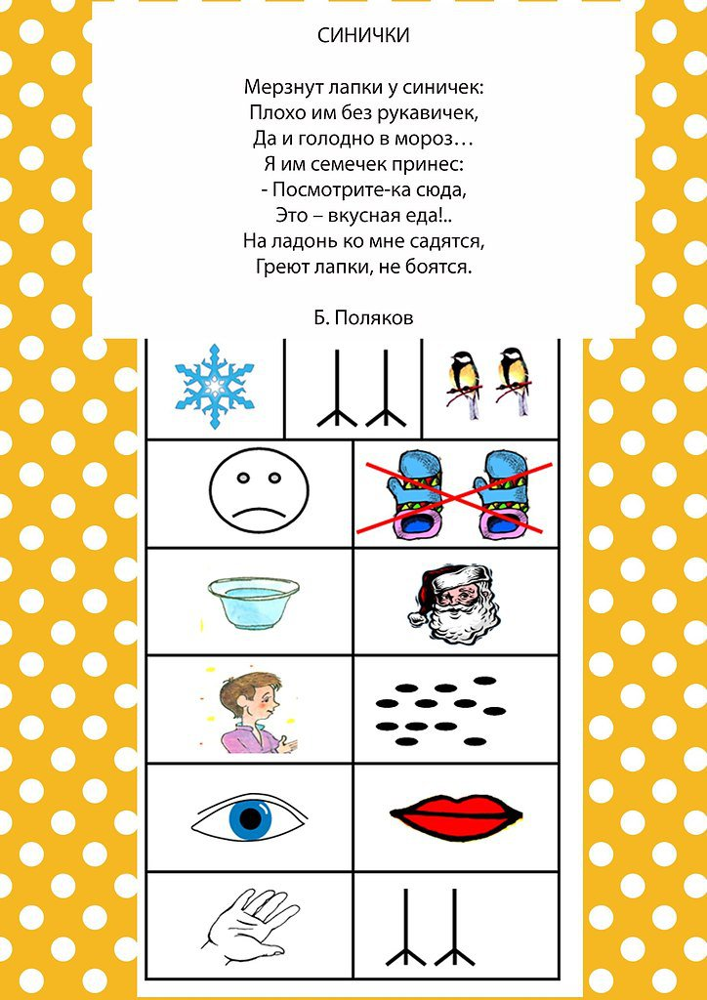 СИНИЧКИ
Мерзнут лапки у синичек:
Плохо им без рукавичек,
Да и голодно в мороз…
Я им семечек принес:
- Посмотрите-ка сюда,
Это – вкусная еда!..
На ладонь ко мне садятся,
Греют лапки, не боятся.
Б. Поляков